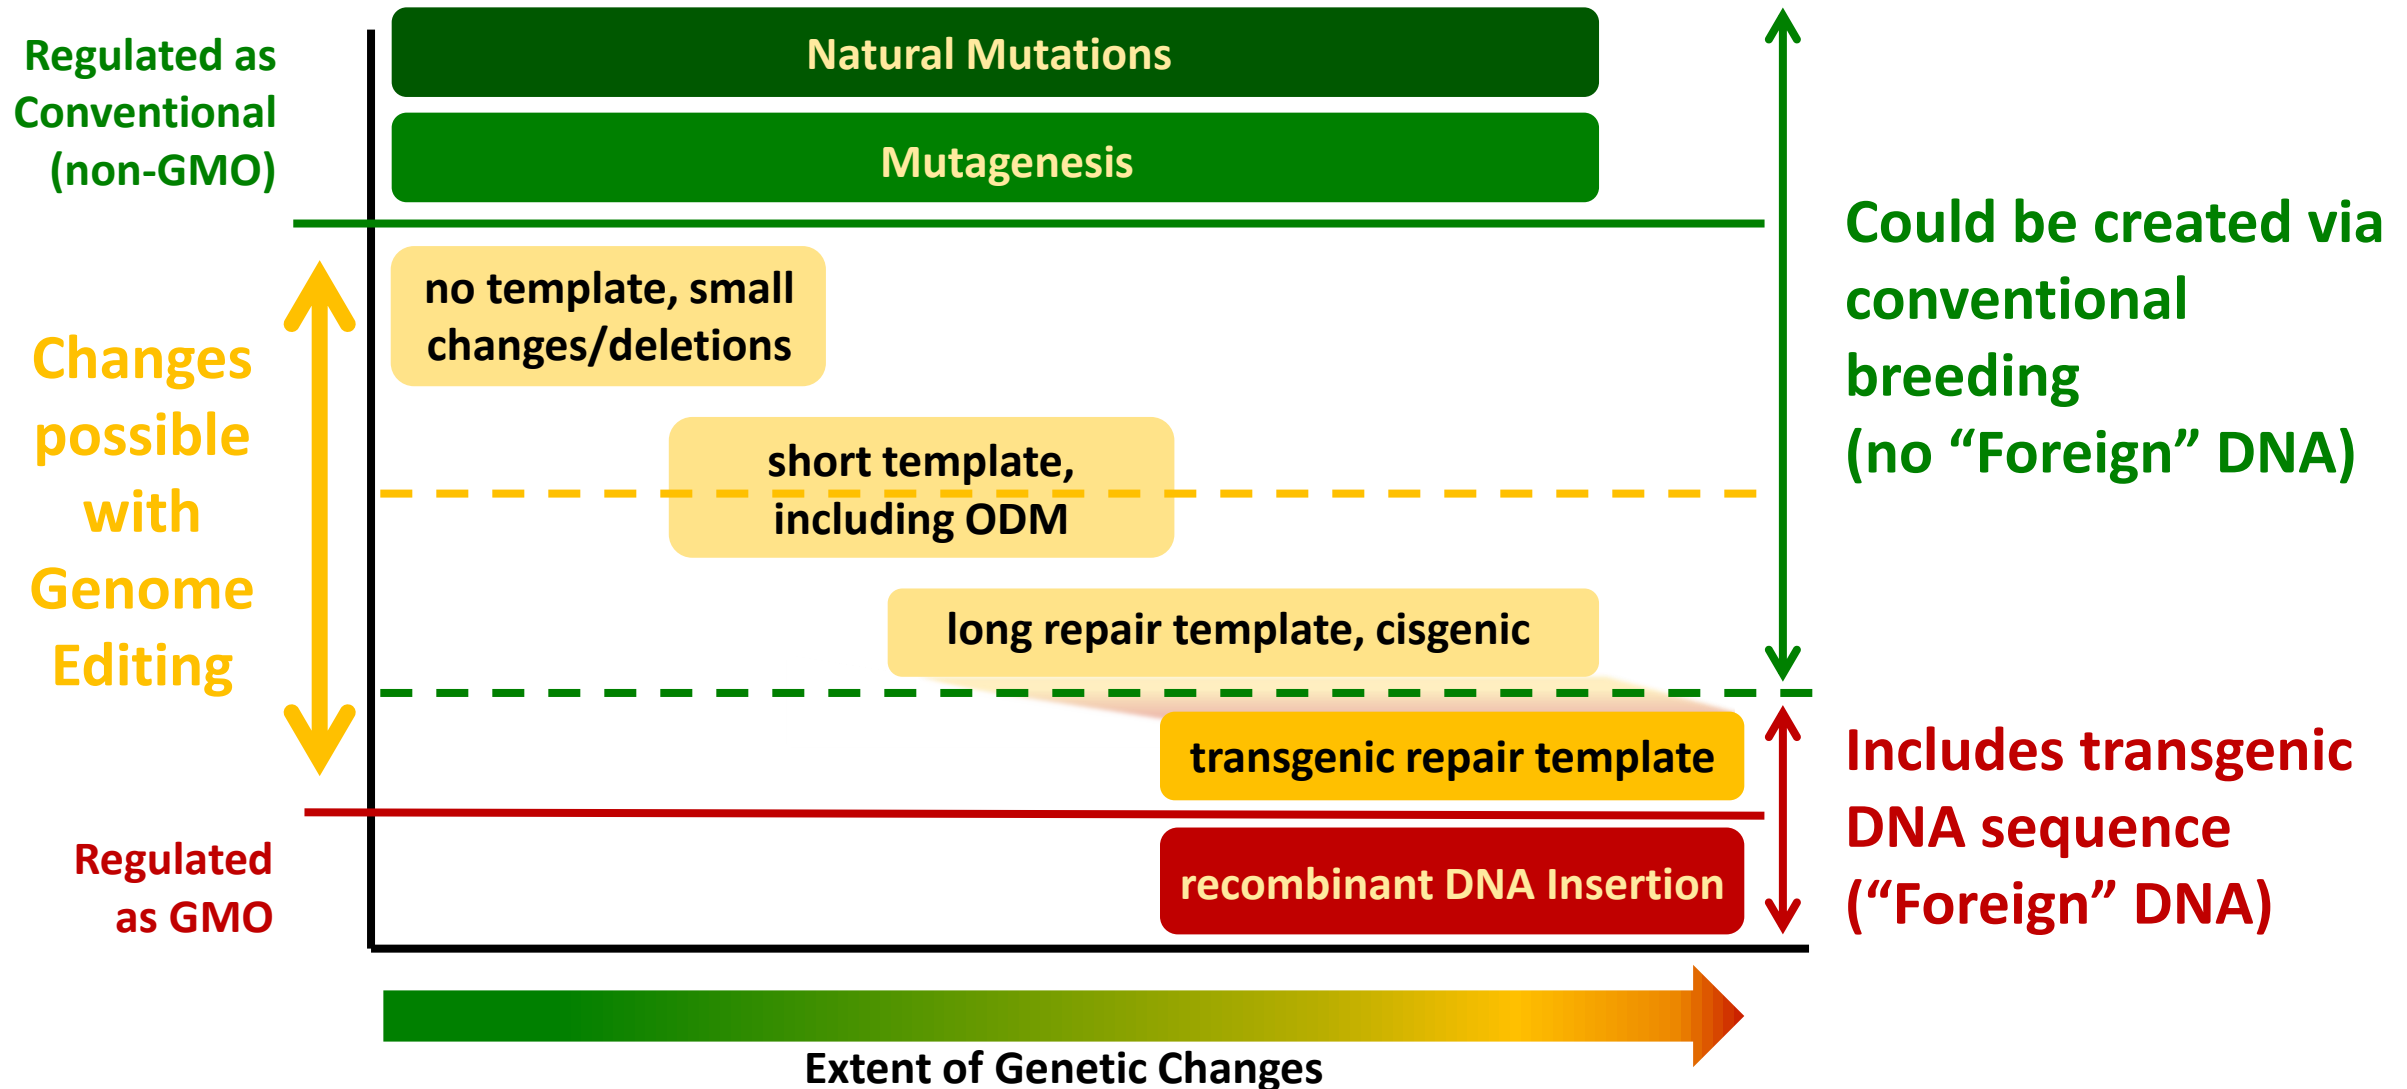 Regulated as
Conventional
(non-GMO)
Natural Mutations
Mutagenesis
Changes
possible
with
Genome
Editing
no template, small
changes/deletions
short template,
including ODM
long repair template, cisgenic
transgenic repair template
Regulated
as GMO
recombinant DNA Insertion
Could be created via
conventional
breeding
(no “Foreign” DNA)
Includes transgenic
DNA sequence
(“Foreign” DNA)
Extent of Genetic Changes